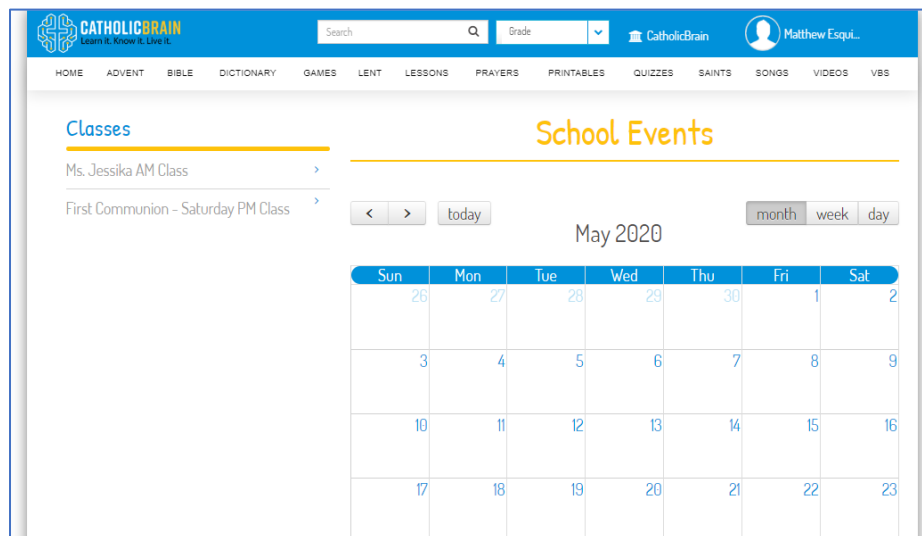 CATHOLICBRAIN
Learn it. Know it. Live it.
Search
Grade
CatholicBrain
Matthew Esqui...
HOME ADVENT BIBLE DICTIONARY GAMES LENT LESSONS PRAYERS PRINTABLES QUIZZES SAINTS SONGS VIDEOS VBS
Classes
Ms. Jessika AM Class
First Communion - Saturday PM Class
School Events
today
month week day
May 2020
Sun Mon Tue Wed Thu Fri Sat
26 27 28 29 30 1 2
3 4 5 6 7 8 9
10 11 12 13 14 15 16
17 18 19 20 21 22 23